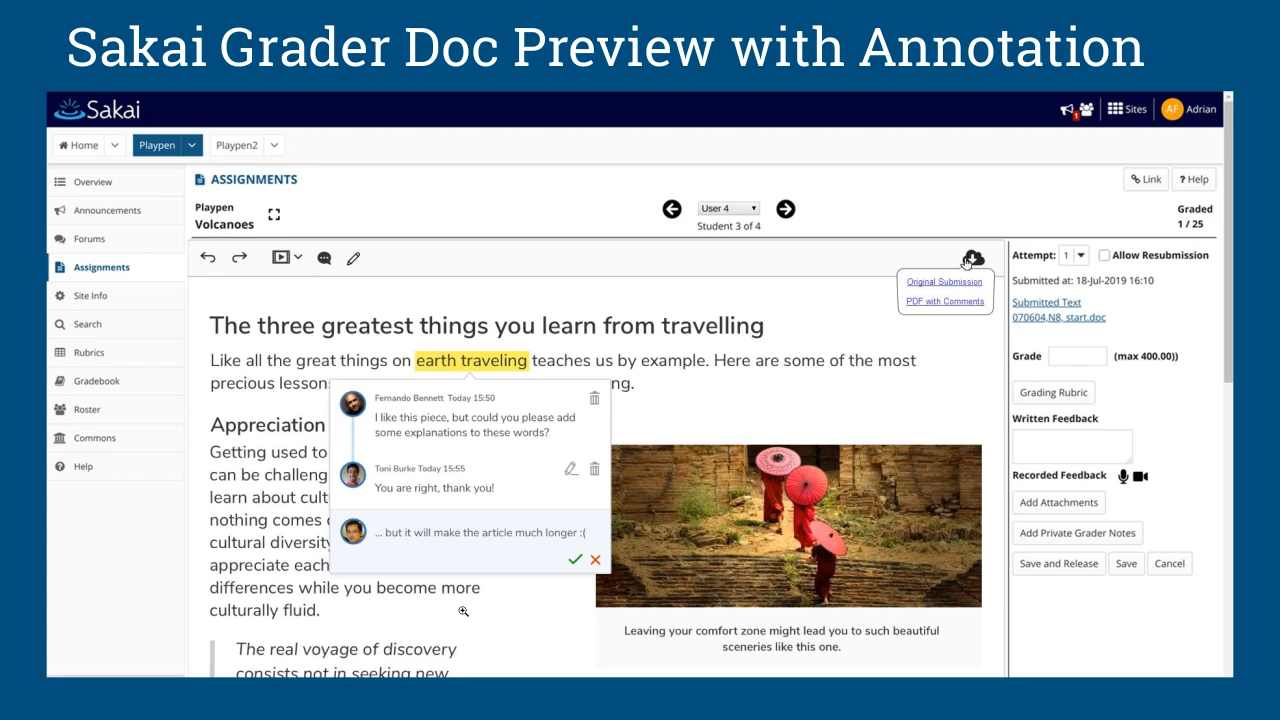 Sakai Grader Doc Preview with Annotation
Sakai
1
Sites
AF
Adrian
Home
Playpen
Playpen2
Overview
Announcements
Forums
Assignments
Site Info
Search
Rubrics
Gradebook
Roster
Commons
Help
ASSIGNMENTS
Link
? Help
Playpen
Volcanoes
User 4
Student 3 of 4
Graded
1 / 25
Original Submission
PDF with Comments
The three greatest things you learn from travelling
Like all the great things on earth traveling teaches us by example. Here are some of the most
precious lessons
ng.
Fernando Bennett Today 15:50
I like this piece, but could you please add
some explanations to these words?
Toni Burke Today 15:55
You are right, thank you!
... but it will make the article much longer :(
Appreciation
Getting used to
can be challeng
learn about cult
nothing comes
cultural diversity
appreciate each
differences while you become more
culturally fluid.
The real voyage of discovery
consists not in seeking new
Leaving your comfort zone might lead you to such beautiful
sceneries like this one.
Attempt: 1 Allow Resubmission
Submitted at: 18-Jul-2019 16:10
Submitted Text
070604,N8, start.doc
Grade (max 400.00))
Grading Rubric
Written Feedback
Recorded Feedback
Add Attachments
Add Private Grader Notes
Save and Release
Save
Cancel